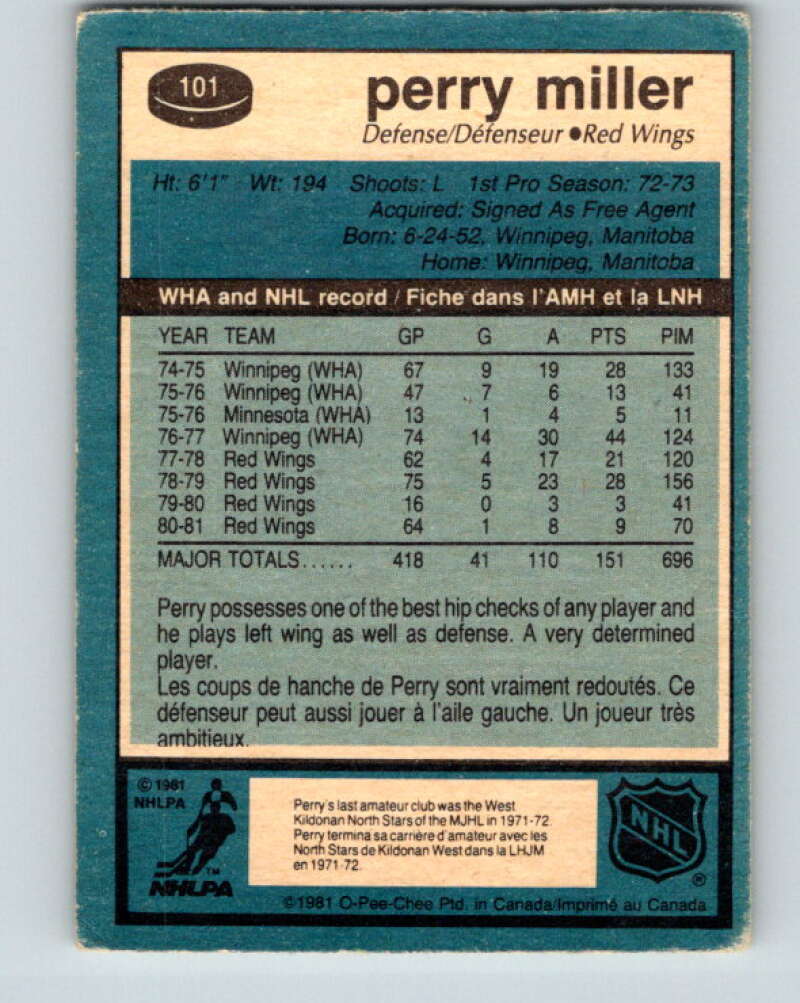 101
perry miller
Defense/Défenseur ●Red Wings
Ht: 6'1" Wt: 194 Shoots: L 1st Pro Season: 72-73
Acquired: Signed As Free Agent
Born: 6-24-52, Winnipeg, Manitoba
Home: Winnipeg, Manitoba
WHA and NHL record / Fiche dans l'AMH et la LNH
YEAR TEAM GP G A PTS PIM
74-75 Winnipeg (WHA) 67 9 19 28 133
75-76 Winnipeg (WHA) 47 7 6 13 41
75-76 Minnesota (WHA) 13 1 4 5 11
76-77 Winnipeg (WHA) 74 14 30 44 124
77-78 Red Wings 62 4 17 21 120
78-79 Red Wings 75 5 23 28 156
79-80 Red Wings 16 0 3 3 41
80-81 Red Wings 64 1 8 9 70
MAJOR TOTALS...... 418 41 110 151 696
Perry possesses one of the best hip checks of any player and
he plays left wing as well as defense. A very determined
player.
Les coups de hanche de Perry sont vraiment redoutés. Ce
défenseur peut aussi jouer à l'aile gauche. Un joueur très
ambitieux.
© 1981
NHLPA
TM
NHLPA
Perry's last amateur club was the West
Kildonan North Stars of the MJHL in 1971-72.
Perry termina sa carrière d'amateur avec les
North Stars de Kildonan West dans la LHJM
en 1971-72.
NHL
®
©1981 O-Pee-Chee Ptd. in Canada/Imprimé au Canada